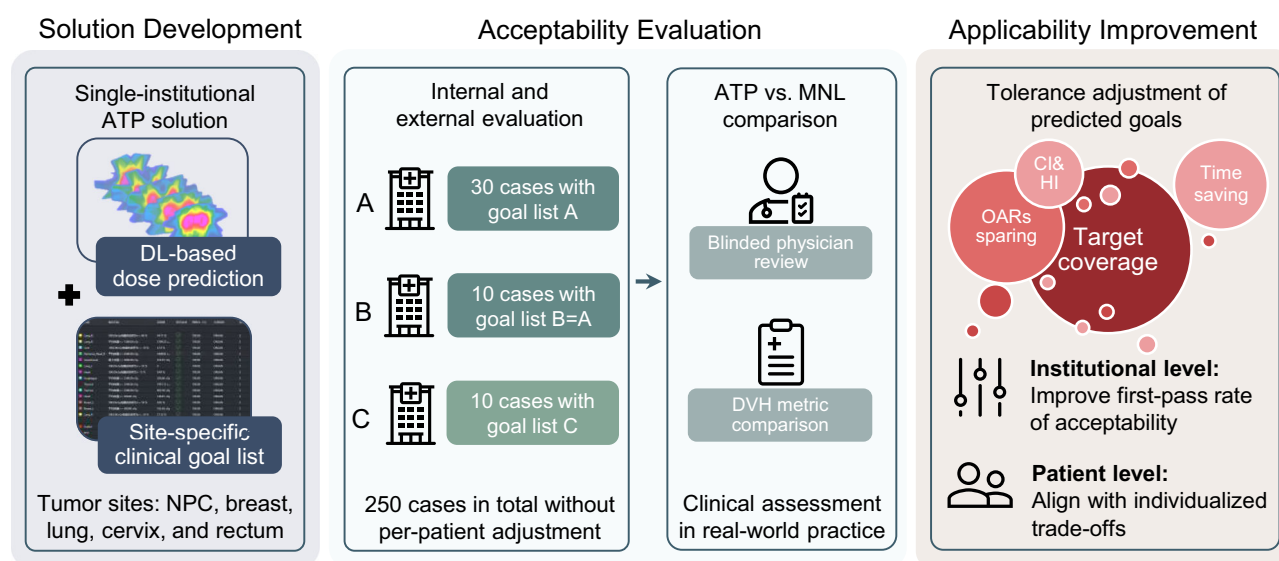 Solution Development
Acceptability Evaluation
Applicability Improvement
Single-institutional
ATP solution
DL-based
dose prediction
Site-specific
clinical goal list
Tumor sites: NPC, breast,
lung, cervix, and rectum
Internal and
external evaluation
A
30 cases with
goal list A
B
10 cases with
goal list B=A
C
10 cases with
goal list C
250 cases in total without
per-patient adjustment
ATP vs. MNL
comparison
Blinded physician
review
DVH metric
comparison
Clinical assessment
in real-world practice
Tolerance adjustment of
predicted goals
CI&
HI
Time
saving
OARs
sparing
Target
coverage
Institutional level:
Improve first-pass rate
of acceptability
Patient level:
Align with individualized
trade-offs